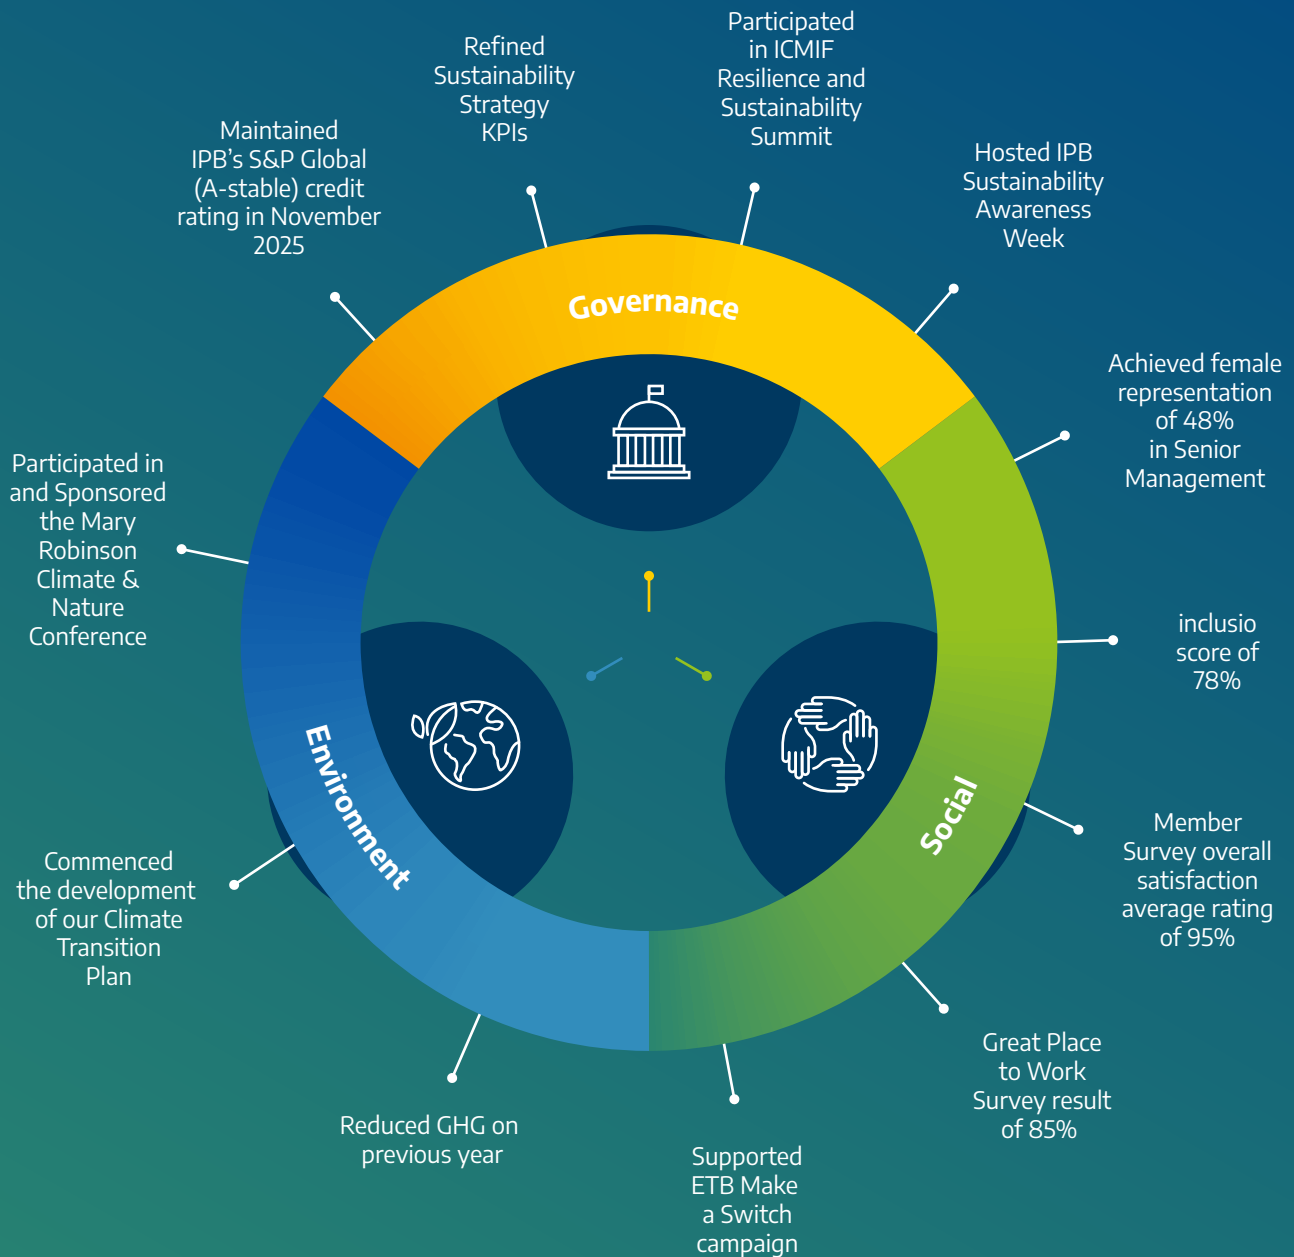 Participated
in ICMIF
Resilience and
Sustainability
Summit
Refined
Sustainability
Strategy
KPIs
Maintained
IPB’s S&P Global
(A-stable) credit
rating in November
2025
Hosted IPB
Sustainability
Awareness
Week
Governance
Achieved female
representation
of 48%
in Senior
Management
Participated in
and Sponsored
the Mary
Robinson
Climate &
Nature
Conference
inclusio
score of
78%
Environment
Social
Member
Survey overall
satisfaction
average rating
of 95%
Commenced
the development
of our Climate
Transition
Plan
Great Place
to Work
Survey result
of 85%
Reduced GHG on
previous year
Supported
ETB Make
a Switch
campaign